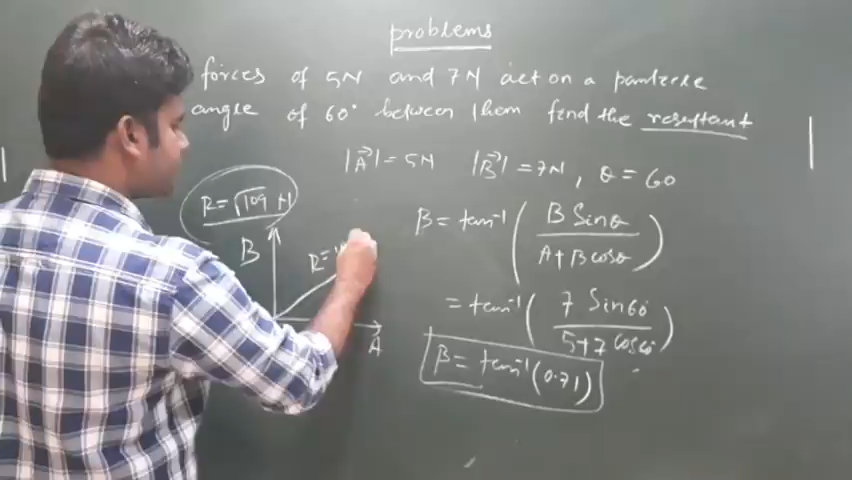 problems
forces of 5N and 7N act on a particle
angle of 60° between them find the resultant
|A⃗| = 5N |B⃗| = 7N, θ = 60
R = √109 N
β = tan⁻¹ (B Sinθ / A+Bcosθ)
B
R =
= tan⁻¹ (7 Sin60° / 5+7 cos60°)
A
β = tan⁻¹ (0.71)